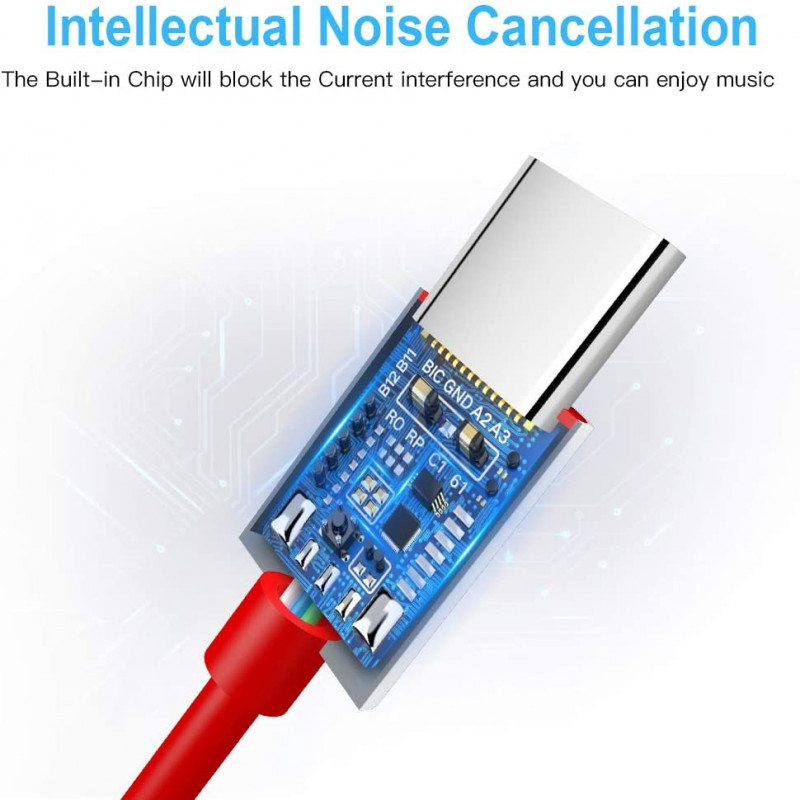 Intellectual Noise Cancellation
The Built-in Chip will block the Current interference and you can enjoy music
B12 B11
BIC GND A2 A3
RO RP
C1 61